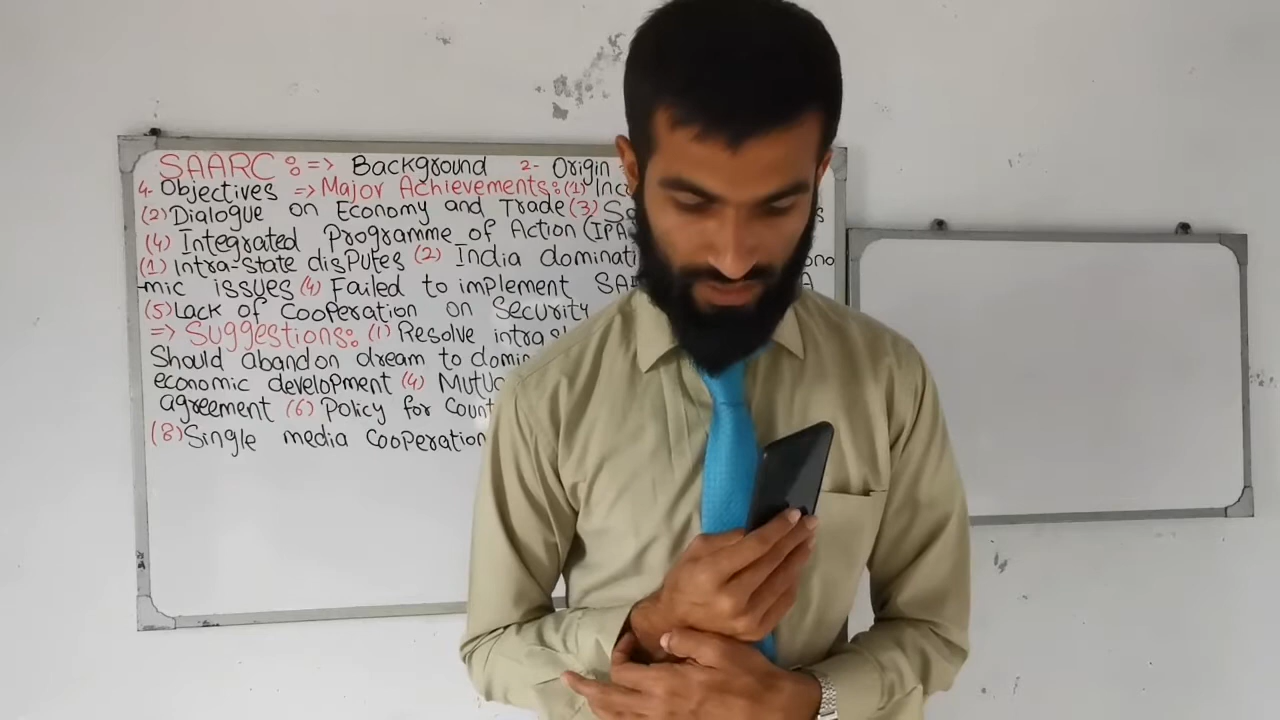 SAARC :=> Background 2- Origin
4. Objectives => Major Achievements: (1)
(2) Dialogue on Economy and Trade (3)
(4) Integrated Programme of Action (IPA
(1) Intra-State disputes (2) India dominati ono
mic issues (4) Failed to implement SA A
(5) Lack of Cooperation on Security
=> Suggestions: (1) Resolve intra s
Should abandon dream to domin
economic development (4) Mutu
agreement (6) Policy for Count
(8) Single media Cooperation